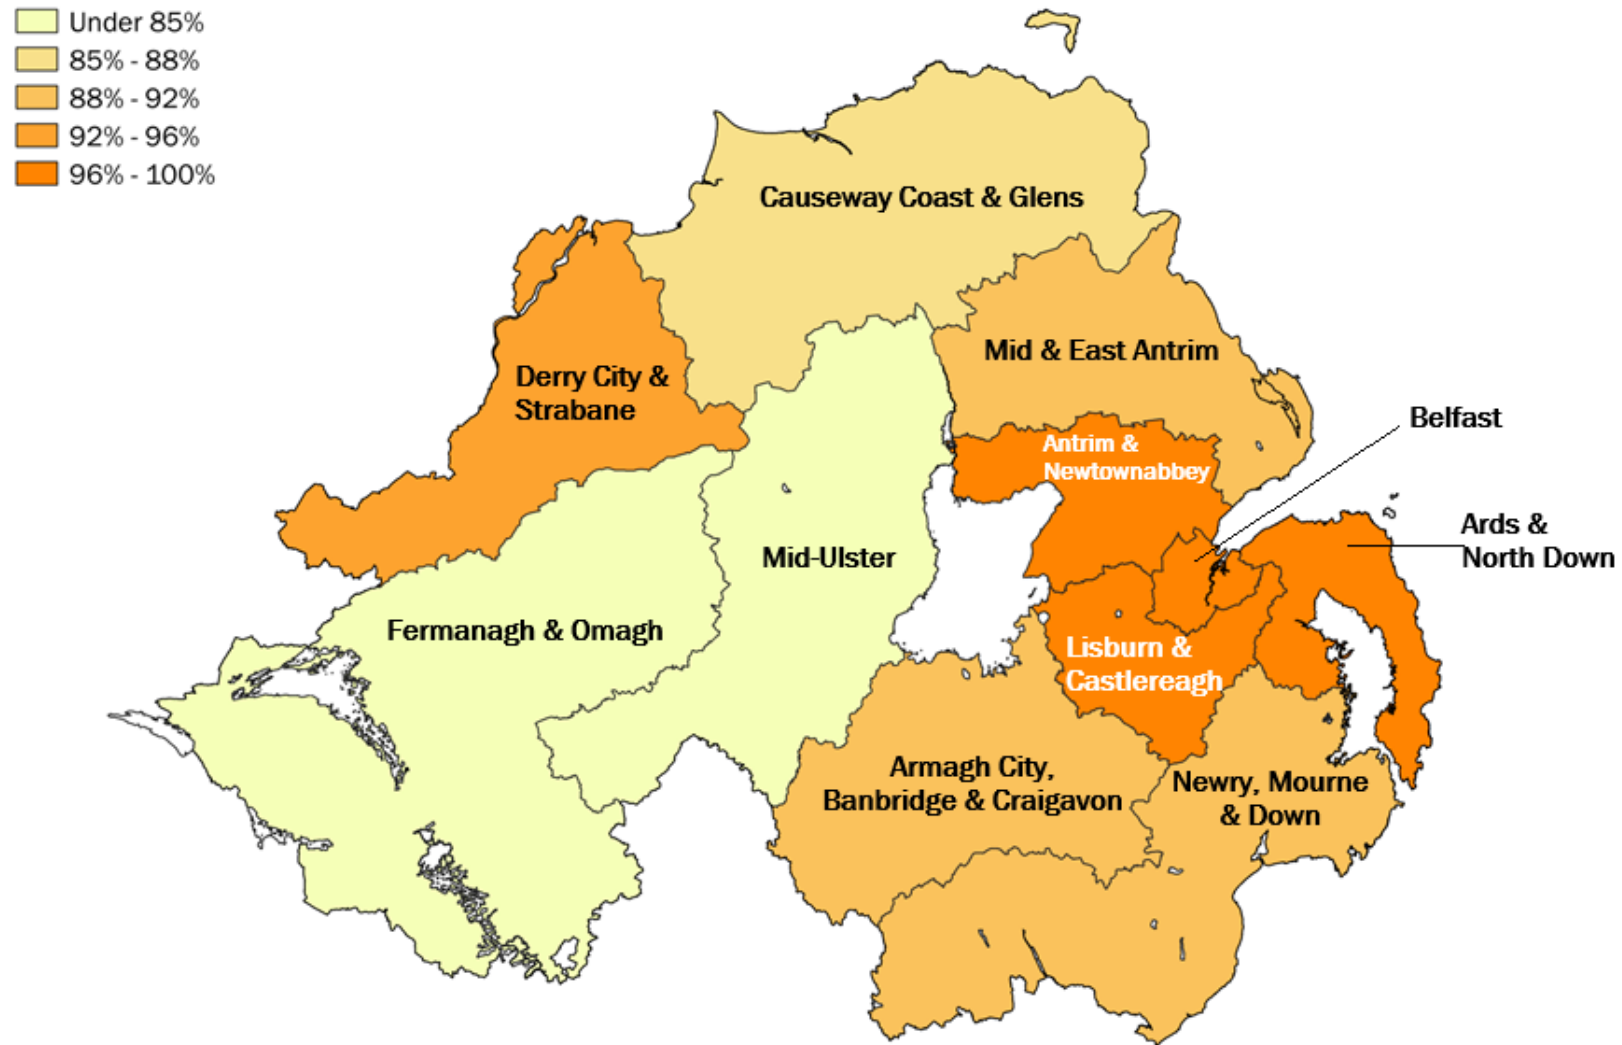 Under 85%
85% - 88%
88% - 92%
92% - 96%
96% - 100%
Causeway Coast & Glens
Mid & East Antrim
Derry City &
Strabane
Belfast
Antrim &
Newtownabbey
Ards &
North Down
Mid-Ulster
Fermanagh & Omagh
Lisburn &
Castlereagh
Armagh City,
Banbridge & Craigavon
Newry, Mourne
& Down